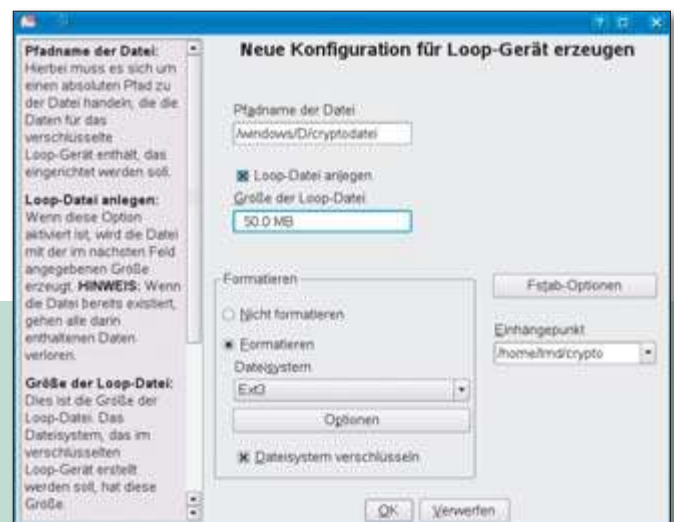 Pfadname der Datei:
Hierbei muss es sich um
einen absoluten Pfad zu
der Datei handeln, die die
Daten für das
verschlüsselte
Loop-Gerät enthält, das
eingerichtet werden soll.
Loop-Datei anlegen:
Wenn diese Option
aktiviert ist, wird die Datei
mit der im nächsten Feld
angegebenen Größe
erzeugt. HINWEIS: Wenn
die Datei bereits existiert,
gehen alle darin
enthaltenen Daten
verloren.
Größe der Loop-Datei:
Dies ist die Größe der
Loop-Datei. Das
Dateisystem, das im
verschlüsselten
Loop-Gerät erstellt
werden soll, hat diese
Größe.
Neue Konfiguration für Loop-Gerät erzeugen
Pfadname der Datei
/windows/D/cryptodatei
Loop-Datei anlegen
Größe der Loop-Datei
50.0 MB
Formatieren
Nicht formatieren
Formatieren
Dateisystem
Ext3
Optionen
Dateisystem verschlüsseln
Fstab-Optionen
Einhängepunkt
/home/tmd/crypto
OK
Verwerfen